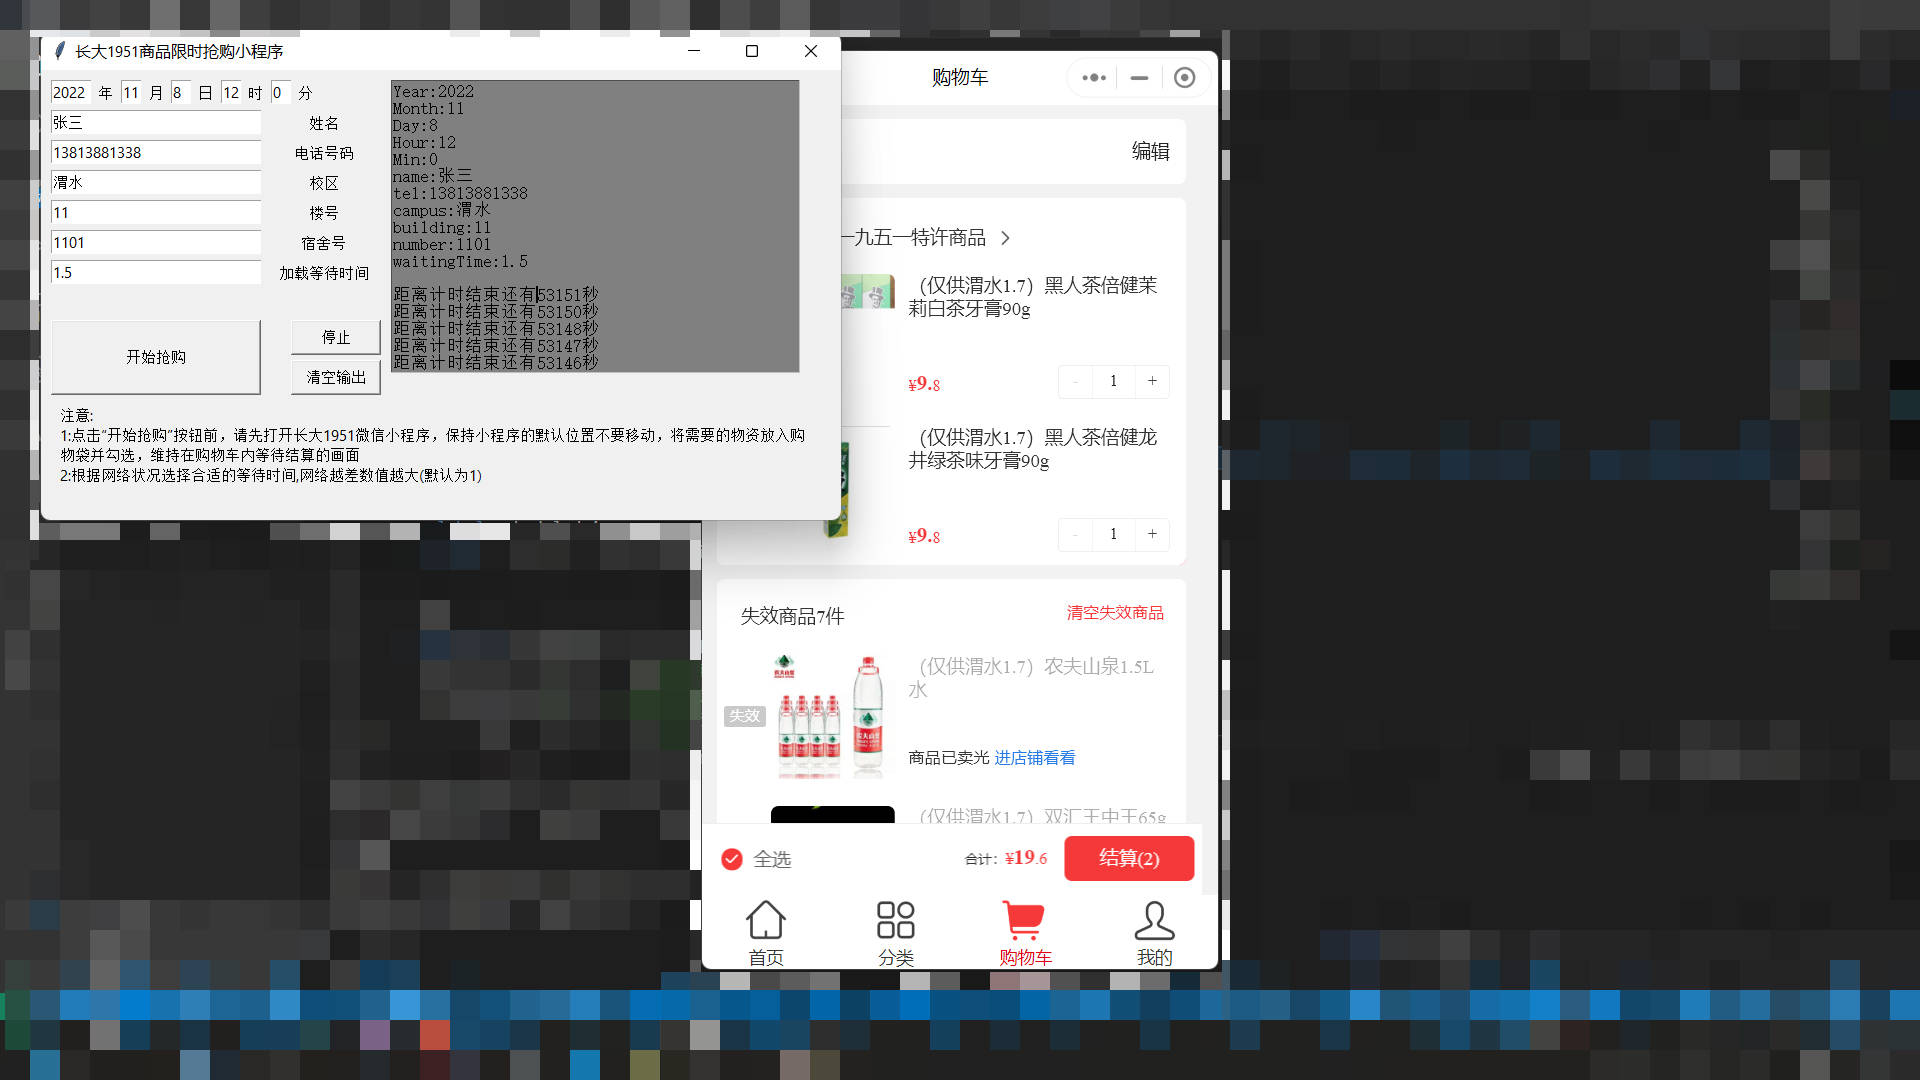 长大1951商品限时抢购小程序
2022 年 11 月 8 日 12 时 0 分
张三 姓名
13813881338 电话号码
渭水 校区
11 楼号
1101 宿舍号
1.5 加载等待时间
开始抢购
停止
清空输出
Year:2022
Month:11
Day:8
Hour:12
Min:0
name:张三
tel:13813881338
campus:渭水
building:11
number:1101
waitingTime:1.5
距离计时结束还有53151秒
距离计时结束还有53150秒
距离计时结束还有53148秒
距离计时结束还有53147秒
距离计时结束还有53146秒
注意:
1:点击“开始抢购”按钮前，请先打开长大1951微信小程序，保持小程序的默认位置不要移动，将需要的物资放入购
物袋并勾选，维持在购物车内等待结算的画面
2:根据网络状况选择合适的等待时间,网络越差数值越大(默认为1)
购物车
编辑
一九五一特许商品
（仅供渭水1.7）黑人茶倍健茉
莉白茶牙膏90g
¥9.8
- 1 +
（仅供渭水1.7）黑人茶倍健龙
井绿茶味牙膏90g
¥9.8
- 1 +
失效商品7件
清空失效商品
（仅供渭水1.7）农夫山泉1.5L
水
失效
农夫山泉
商品已卖光 进店铺看看
（仅供渭水1.7）双汇王中王65g
全选
合计: ¥19.6
结算(2)
首页
分类
购物车
我的